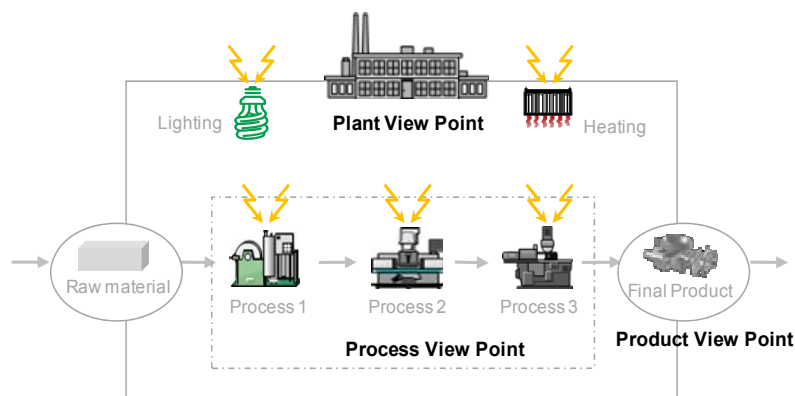 Lighting
Plant View Point
Heating
Raw material
Process 1
Process 2
Process 3
Final Product
Product View Point
Process View Point